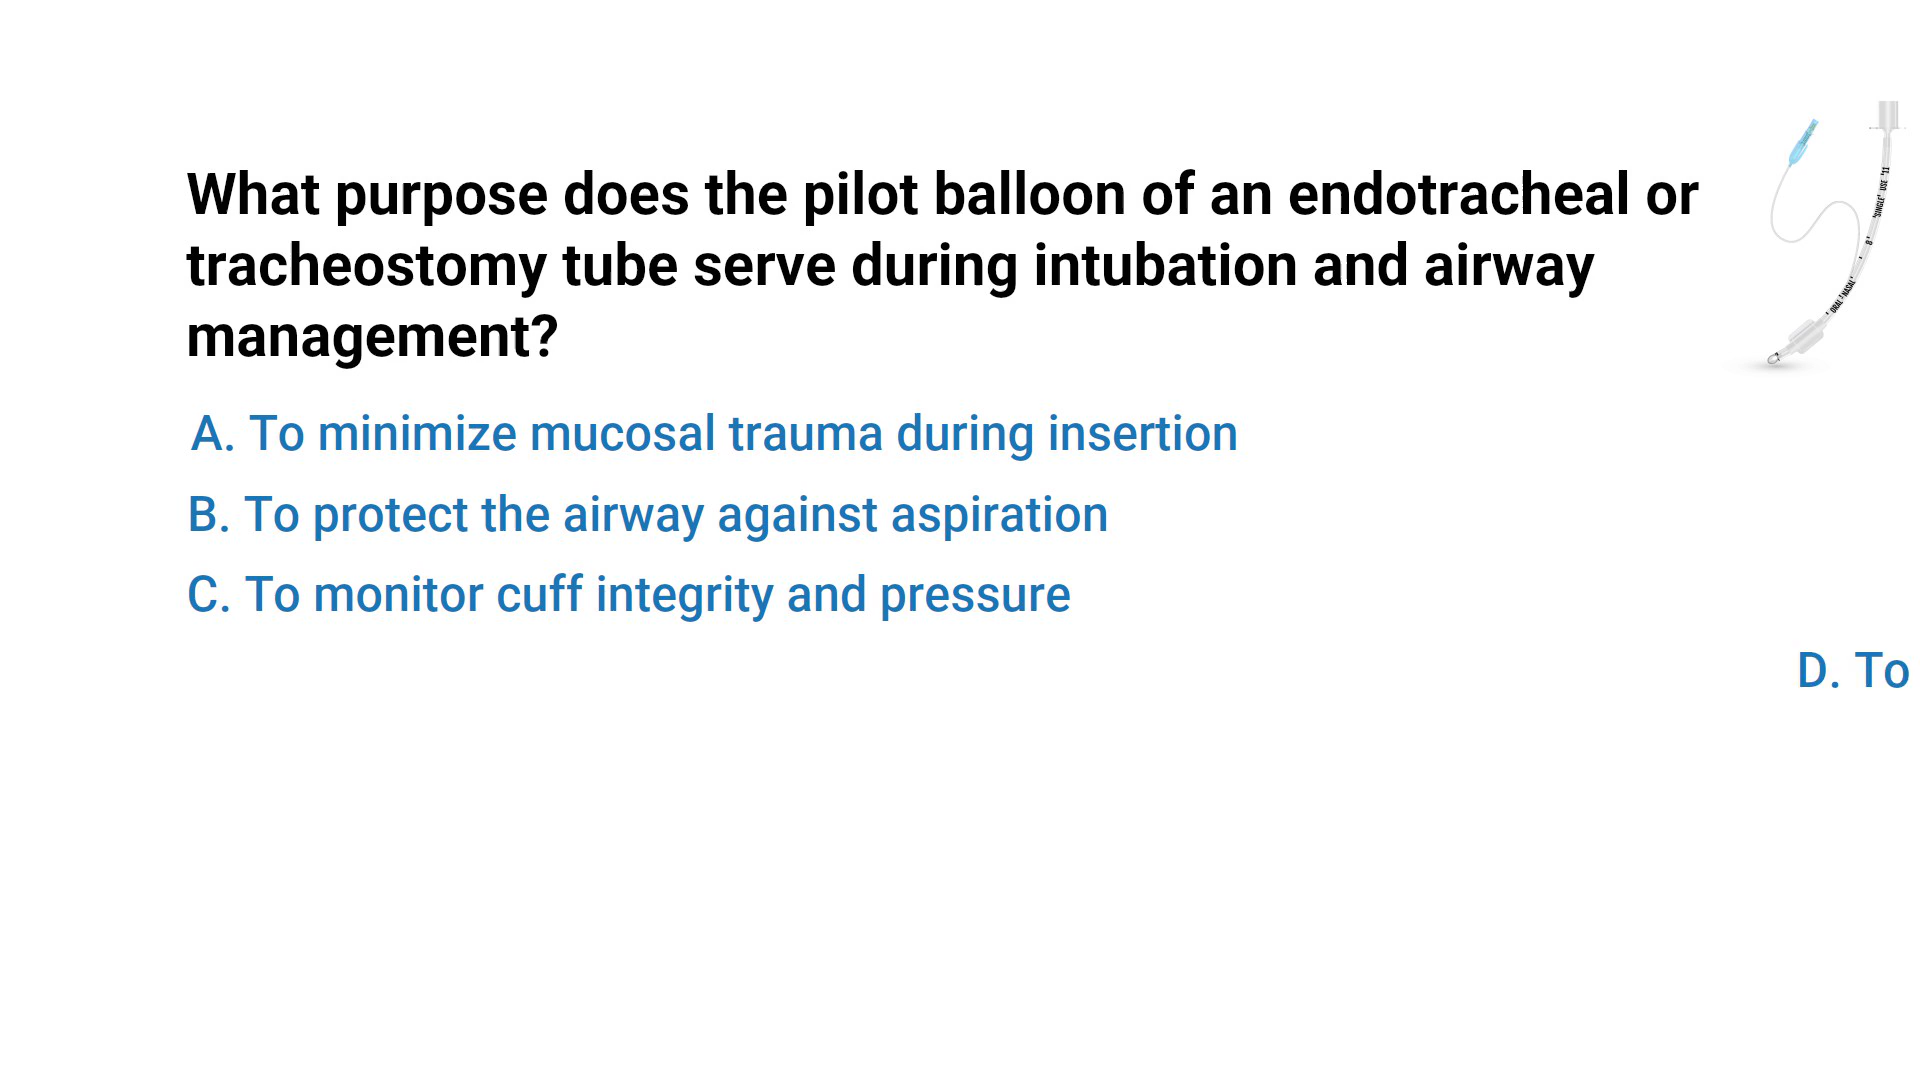 What purpose does the pilot balloon of an endotracheal or
tracheostomy tube serve during intubation and airway
management?
A. To minimize mucosal trauma during insertion
B. To protect the airway against aspiration
C. To monitor cuff integrity and pressure
D. To